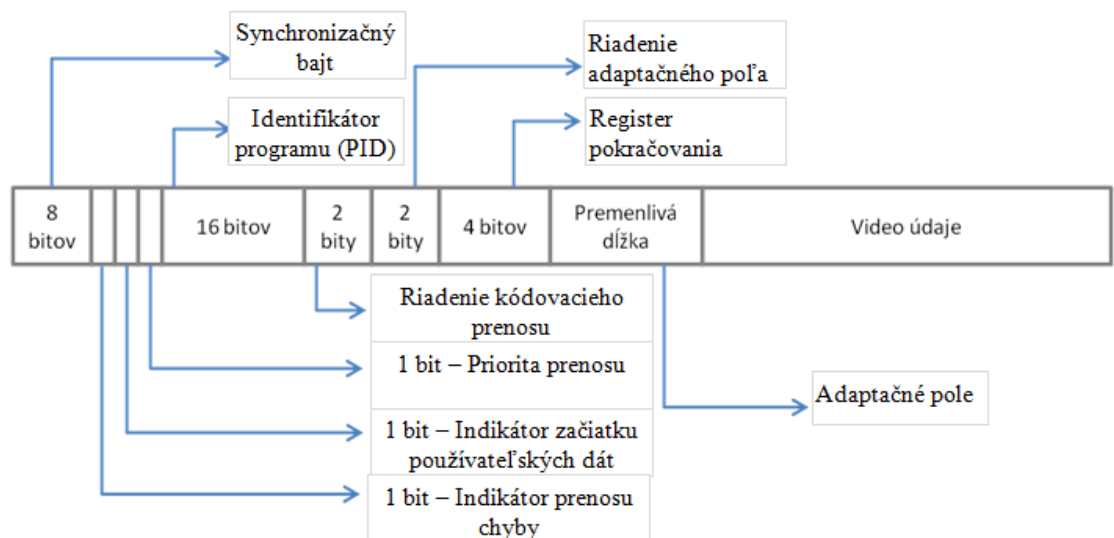 Synchronizačný
bajt
Riadenie
adaptačného poľa
Identifikátor
programu (PID)
Register
pokračovania
8
bitov
16 bitov
2
bity
2
bity
4 bitov
Premenlivá
dĺžka
Video údaje
Riadenie kódovacieho
prenosu
1 bit – Priorita prenosu
Adaptačné pole
1 bit – Indikátor začiatku
používateľských dát
1 bit – Indikátor prenosu
chyby